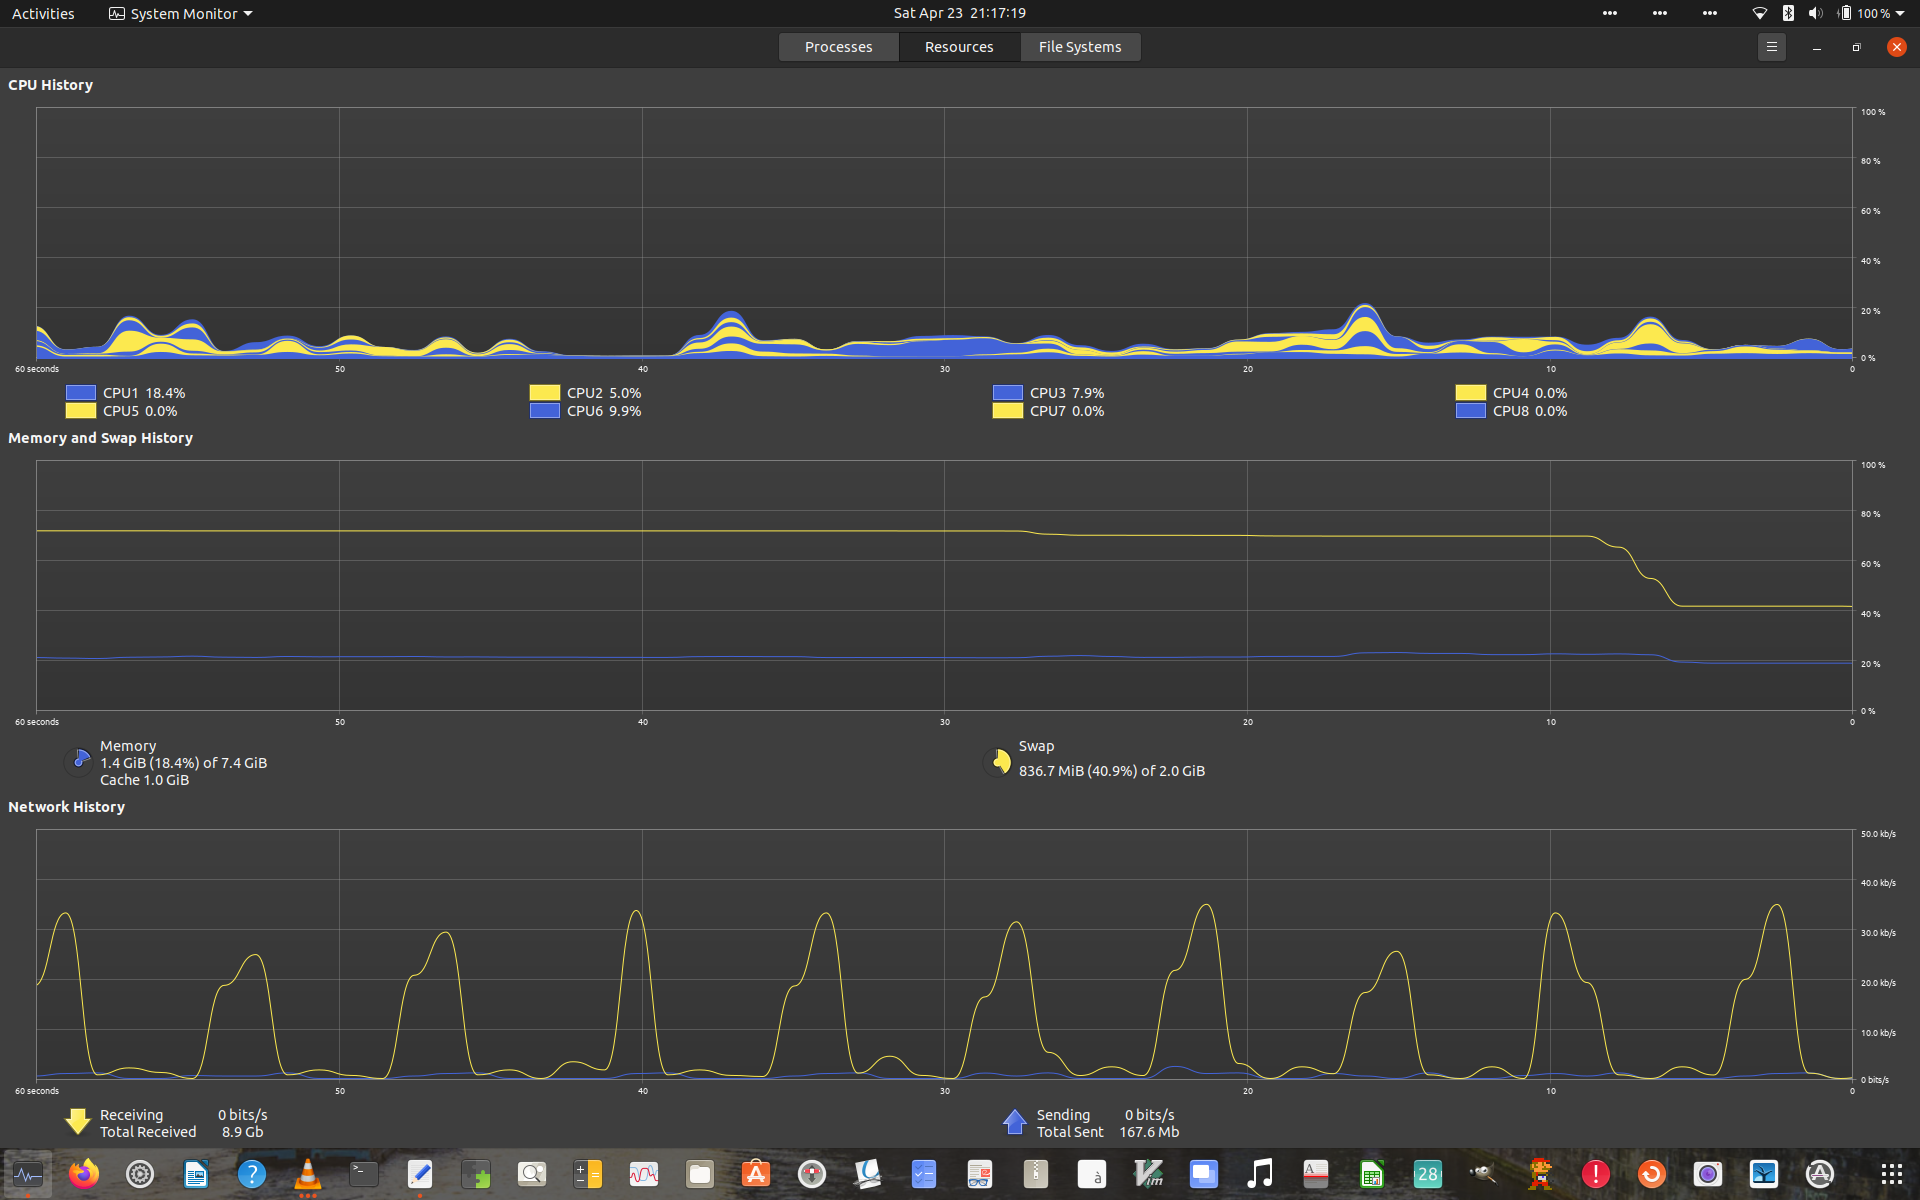 Activities System Monitor Sat Apr 23 21:17:19 100 %
Processes Resources File Systems
CPU History
100 %
80 %
60 %
40 %
20 %
0 %
60 seconds 50 40 30 20 10 0
CPU1 18.4% CPU2 5.0% CPU3 7.9% CPU4 0.0%
CPU5 0.0% CPU6 9.9% CPU7 0.0% CPU8 0.0%
Memory and Swap History
100 %
80 %
60 %
40 %
20 %
0 %
60 seconds 50 40 30 20 10 0
Memory Swap
1.4 GiB (18.4%) of 7.4 GiB 836.7 MiB (40.9%) of 2.0 GiB
Cache 1.0 GiB
Network History
50.0 kb/s
40.0 kb/s
30.0 kb/s
20.0 kb/s
10.0 kb/s
0 bits/s
60 seconds 50 40 30 20 10 0
Receiving 0 bits/s Sending 0 bits/s
Total Received 8.9 Gb Total Sent 167.6 Mb
>_ ? à Vim A 28 !